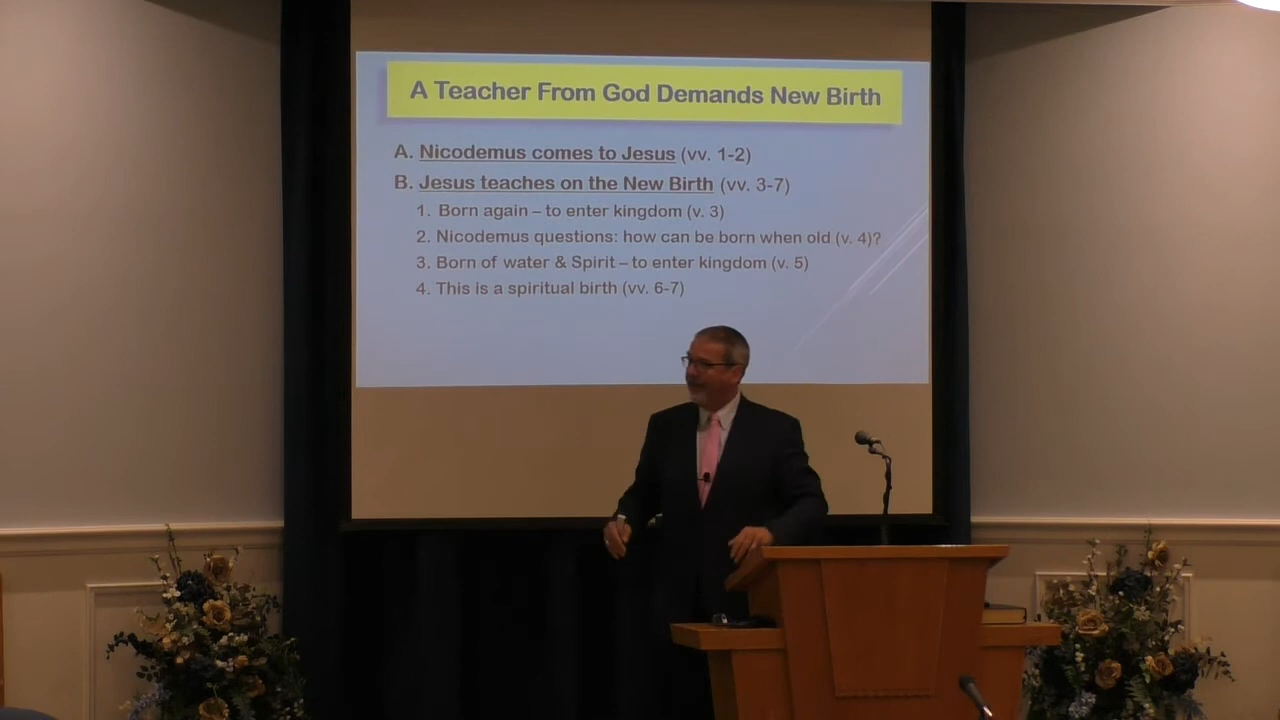 A Teacher From God Demands New Birth
A. Nicodemus comes to Jesus (vv. 1-2)
B. Jesus teaches on the New Birth (vv. 3-7)
1. Born again – to enter kingdom (v. 3)
2. Nicodemus questions: how can be born when old (v. 4)?
3. Born of water & Spirit – to enter kingdom (v. 5)
4. This is a spiritual birth (vv. 6-7)